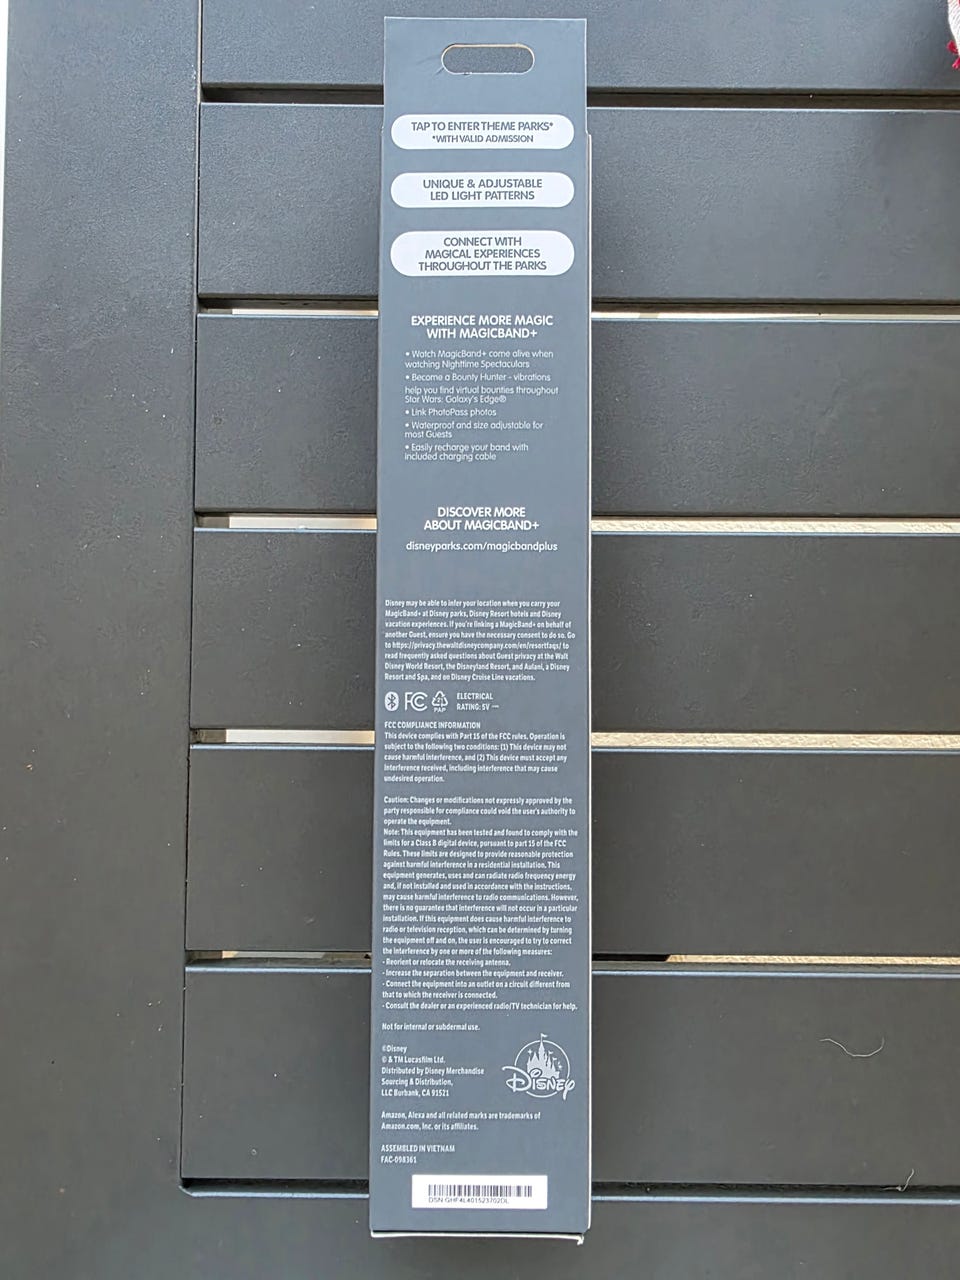 TAP TO ENTER THEME PARKS*
*WITH VALID ADMISSION
UNIQUE & ADJUSTABLE
LED LIGHT PATTERNS
CONNECT WITH
MAGICAL EXPERIENCES
THROUGHOUT THE PARKS
EXPERIENCE MORE MAGIC
WITH MAGICBAND+
• Watch MagicBand+ come alive when
watching Nighttime Spectaculars
• Become a Bounty Hunter - vibrations
help you find virtual bounties throughout
Star Wars: Galaxy's Edge®
• Link PhotoPass photos
• Waterproof and size adjustable for
most Guests
• Easily recharge your band with
included charging cable
DISCOVER MORE
ABOUT MAGICBAND+
disneyparks.com/magicbandplus
Disney may be able to infer your location when you carry your
MagicBand+ at Disney parks, Disney Resort hotels and Disney
vacation experiences. If you're linking a MagicBand+ on behalf of
another Guest, ensure you have the necessary consent to do so. Go
to https://privacy.thewaltdisneycompany.com/en/resortfaqs/ to
read frequently asked questions about Guest privacy at the Walt
Disney World Resort, the Disneyland Resort, and Aulani, a Disney
Resort and Spa, and on Disney Cruise Line vacations.
FC
21
PAP
ELECTRICAL
RATING: 5V ⎓
FCC COMPLIANCE INFORMATION
This device complies with Part 15 of the FCC rules. Operation is
subject to the following two conditions: (1) This device may not
cause harmful interference, and (2) This device must accept any
interference received, including interference that may cause
undesired operation.
Caution: Changes or modifications not expressly approved by the
party responsible for compliance could void the user's authority to
operate the equipment.
Note: This equipment has been tested and found to comply with the
limits for a Class B digital device, pursuant to part 15 of the FCC
Rules. These limits are designed to provide reasonable protection
against harmful interference in a residential installation. This
equipment generates, uses and can radiate radio frequency energy
and, if not installed and used in accordance with the instructions,
may cause harmful interference to radio communications. However,
there is no guarantee that interference will not occur in a particular
installation. If this equipment does cause harmful interference to
radio or television reception, which can be determined by turning
the equipment off and on, the user is encouraged to try to correct
the interference by one or more of the following measures:
- Reorient or relocate the receiving antenna.
- Increase the separation between the equipment and receiver.
- Connect the equipment into an outlet on a circuit different from
that to which the receiver is connected.
- Consult the dealer or an experienced radio/TV technician for help.
Not for internal or subdermal use.
©Disney
© & TM Lucasfilm Ltd.
Distributed by Disney Merchandise
Sourcing & Distribution,
LLC Burbank, CA 91521
Disney
Amazon, Alexa and all related marks are trademarks of
Amazon.com, Inc. or its affiliates.
ASSEMBLED IN VIETNAM
FAC-098361
DSN GHF4L401523702DL